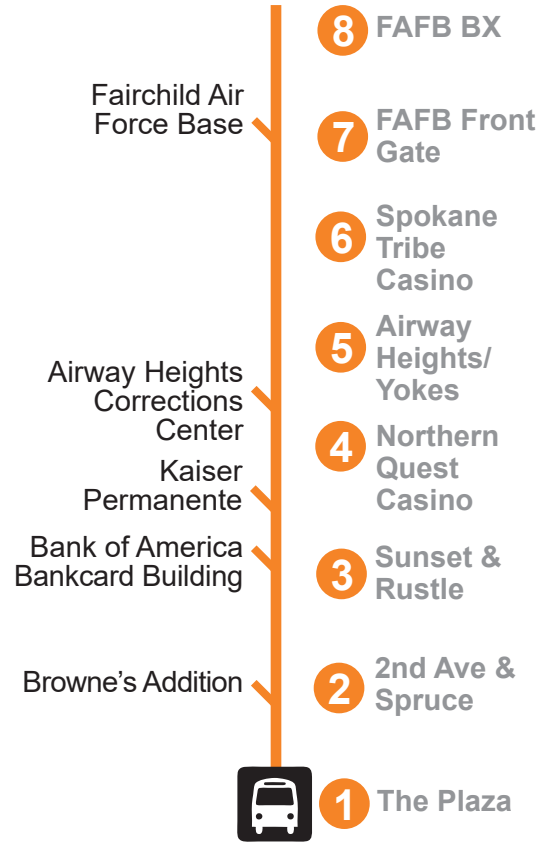 8 FAFB BX
Fairchild Air
Force Base
7 FAFB Front
Gate
6 Spokane
Tribe
Casino
5 Airway
Heights/
Yokes
Airway Heights
Corrections
Center
4 Northern
Quest
Casino
Kaiser
Permanente
Bank of America
Bankcard Building
3 Sunset &
Rustle
Browne's Addition
2 2nd Ave &
Spruce
1 The Plaza